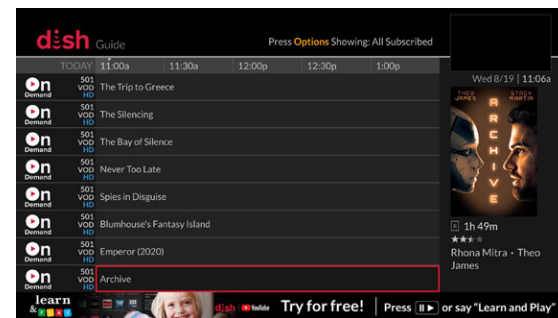 dish Guide
Press Options Showing: All Subscribed
TODAY 11:00a 11:30a 12:00p 12:30p 1:00p
Wed 8/19 | 11:06a
On Demand 501 VOD HD The Trip to Greece
On Demand 501 VOD HD The Silencing
On Demand 501 VOD HD The Bay of Silence
On Demand 501 VOD HD Never Too Late
On Demand 501 VOD HD Spies in Disguise
On Demand 501 VOD HD Blumhouse's Fantasy Island
On Demand 501 VOD HD Emperor (2020)
On Demand 501 VOD HD Archive
THEO JAMES
STACY MARTIN
ARCHIVE
1h 49m
Rhona Mitra • Theo
James
learn
& PLAY
dish YouTube Try for free! Press or say "Learn and Play"